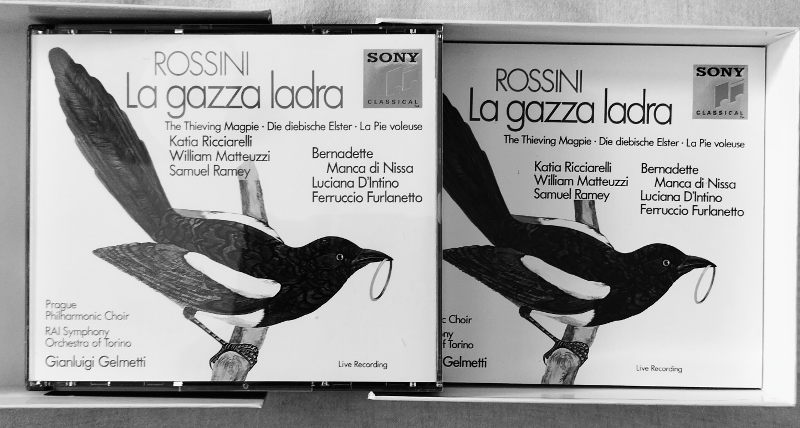 ROSSINI
La gazza ladra
SONY
CLASSICAL
The Thieving Magpie · Die diebische Elster · La Pie voleuse
Katia Ricciarelli
William Matteuzzi
Samuel Ramey
Bernadette
Manca di Nissa
Luciana D'Intino
Ferruccio Furlanetto
Prague
Philharmonic Choir
RAI Symphony
Orchestra of Torino
Gianluigi Gelmetti
Live Recording
ROSSINI
La gazza ladra
SONY
CLASSICAL
The Thieving Magpie · Die diebische Elster · La Pie voleuse
Katia Ricciarelli
William Matteuzzi
Samuel Ramey
Bernadette
Manca di Nissa
Luciana D'Intino
Ferruccio Furlanetto
c Choir
ny
of Torino
Gelmetti
Live Recording